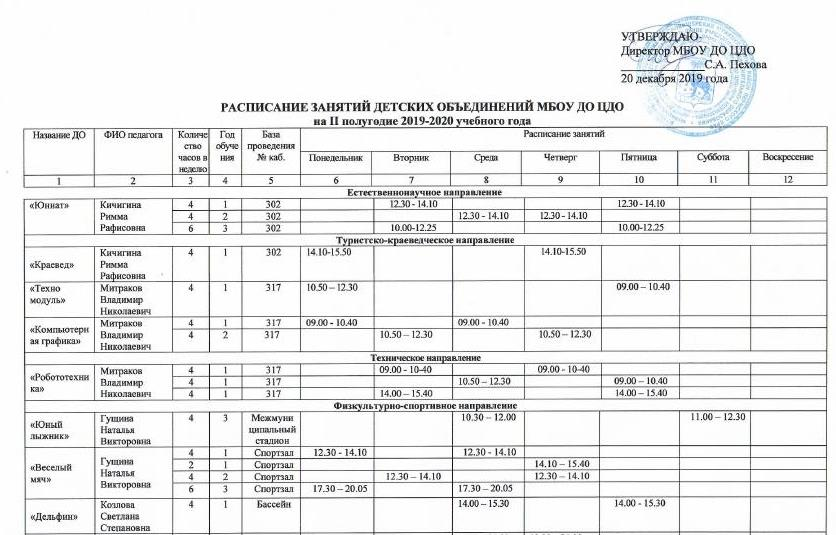 УТВЕРЖДАЮ
Директор МБОУ ДО ЦДО
С.А. Пехова
20 декабря 2019 года
РАСПИСАНИЕ ЗАНЯТИЙ ДЕТСКИХ ОБЪЕДИНЕНИЙ МБОУ ДО ЦДО
на II полугодие 2019-2020 учебного года
Название ДО ФИО педагога Количе Год База Расписание занятий
ство обуче проведения
часов в ния № каб. Понедельник Вторник Среда Четверг Пятница Суббота Воскресение
неделю
1 2 3 4 5 6 7 8 9 10 11 12
Естественнонаучное направление
«Юннат» Кичигина 4 1 302 12.30 - 14.10 12.30 - 14.10
Римма 4 2 302 12.30 – 14.10 12.30 – 14.10
Рафисовна 6 3 302 10.00-12.25 10.00-12.25
Туристско-краеведческое направление
Кичигина 4 1 302 14.10-15.50 14.10-15.50
«Краевед» Римма
Рафисовна
«Техно Митраков 4 1 317 10.50 – 12.30 09.00 – 10.40
модуль» Владимир
Николаевич
Митраков 4 1 317 09.00 - 10.40 09.00 - 10.40
«Компьютерн Владимир 4 2 317 10.50 – 12.30 10.50 – 12.30
ая графика» Николаевич
Техническое направление
Митраков 4 1 317 09.00 - 10-40 09.00 - 10-40
«Робототехни Владимир 4 1 317 10.50 – 12.30 09.00 – 10.40
ка» Николаевич 4 1 317 14.00 – 15.40 14.00 – 15.40
Физкультурно-спортивное направление
Гущина 4 3 Межмуни 10.30 – 12.00 11.00 – 12.30
«Юный Наталья ципальный
лыжник» Викторовна стадион
4 1 Спортзал 12.30 - 14.10 12.30 - 14.10
Гущина 2 1 Спортзал 14.10 – 15.40
«Веселый Наталья 4 2 Спортзал 12.30 – 14.10 12.30 – 14.10
мяч» Викторовна 6 3 Спортзал 17.30 – 20.05 17.30 – 20.05
Козлова 4 1 Бассейн 14.00 – 15.30 14.00 - 15.30
«Дельфин» Светлана
Степановна